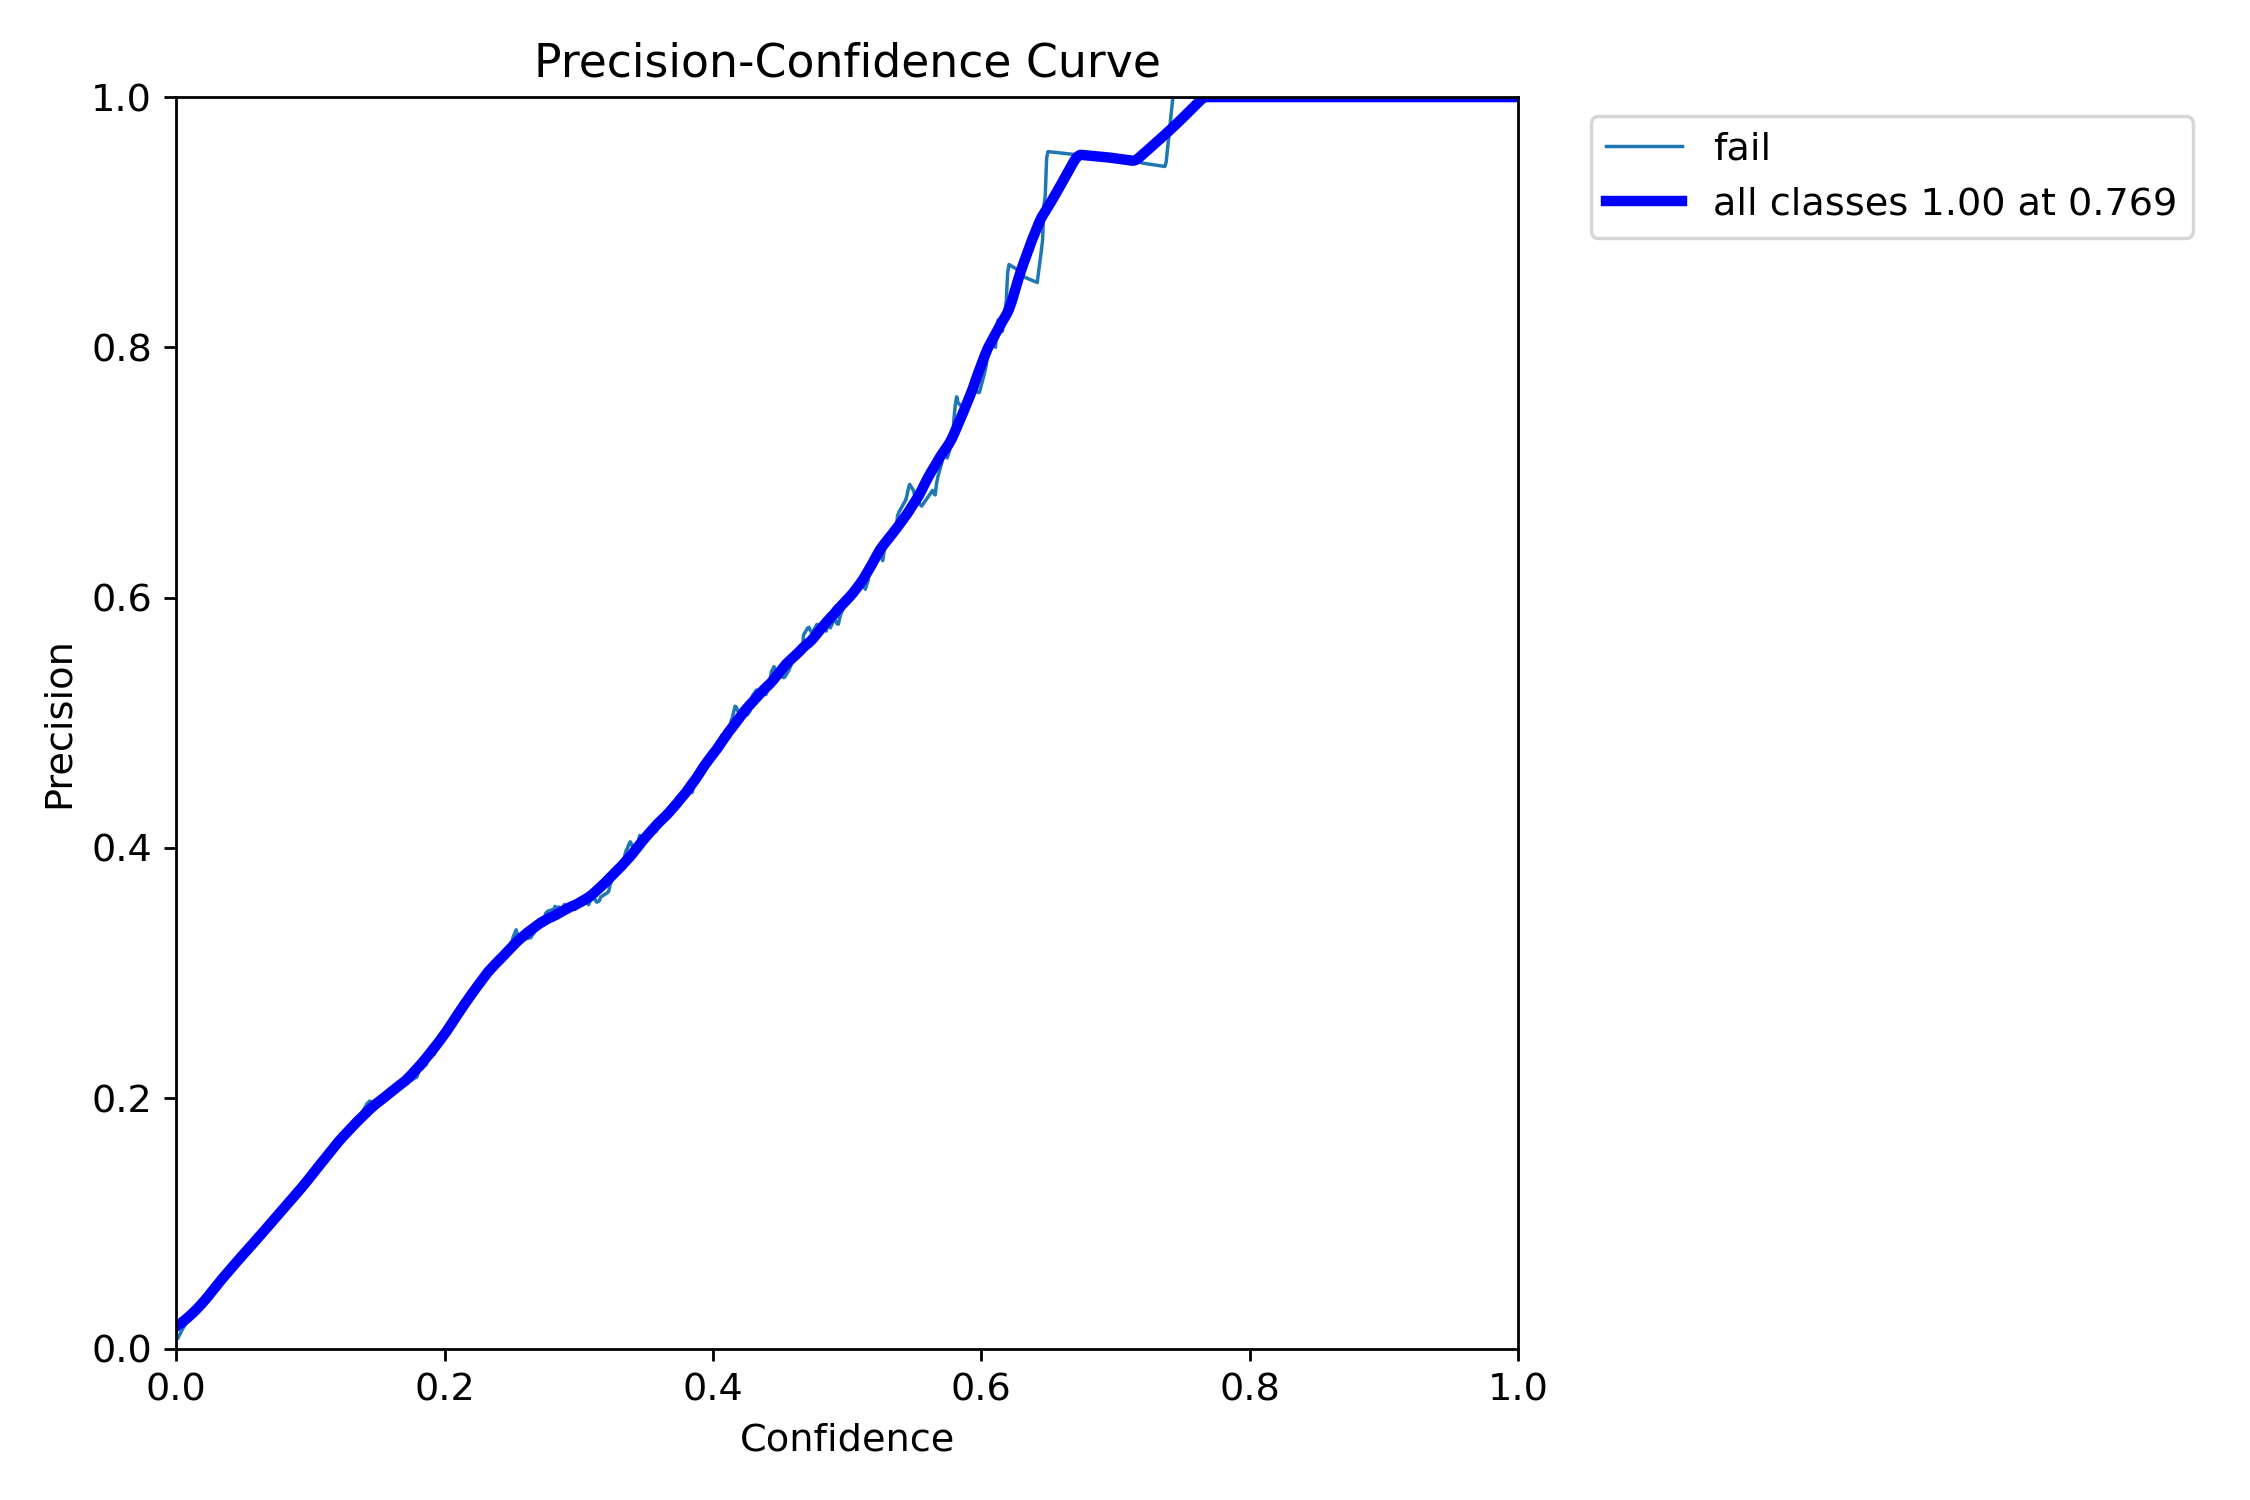 Precision-Confidence Curve
1.0
0.8
0.6
0.4
0.2
0.0
Precision
0.0 0.2 0.4 0.6 0.8 1.0
Confidence
fail
all classes 1.00 at 0.769